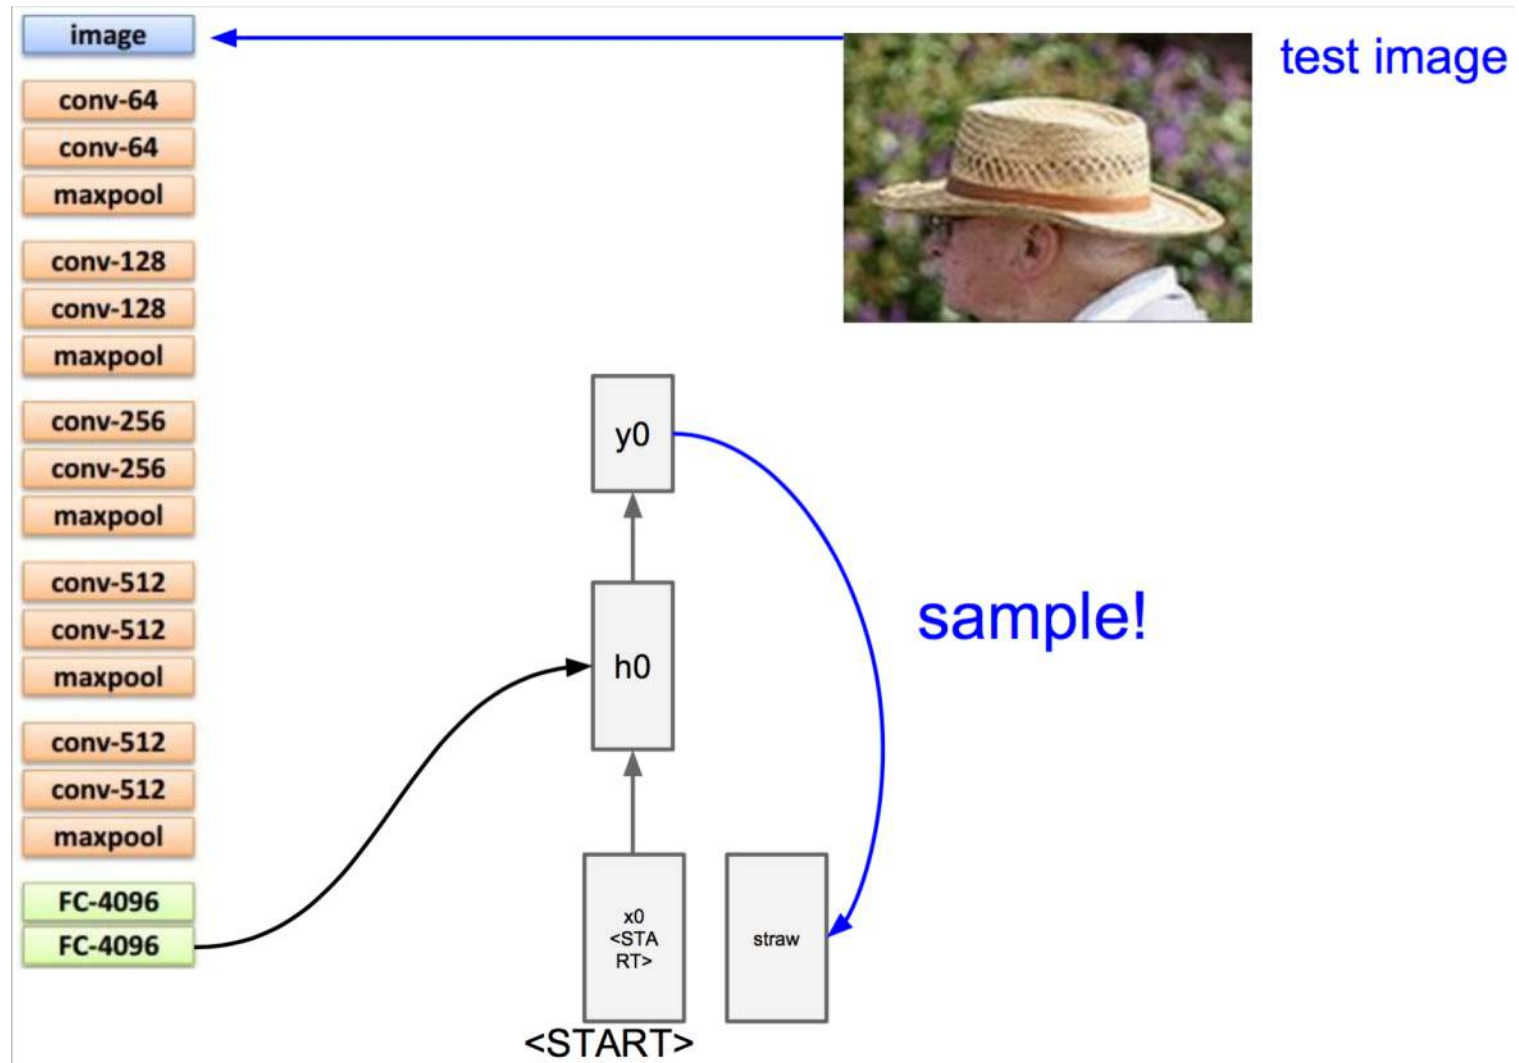 image
conv-64
conv-64
maxpool
conv-128
conv-128
maxpool
conv-256
conv-256
maxpool
conv-512
conv-512
maxpool
conv-512
conv-512
maxpool
FC-4096
FC-4096
test image
y0
h0
sample!
x0
<STA
RT>
straw
<START>